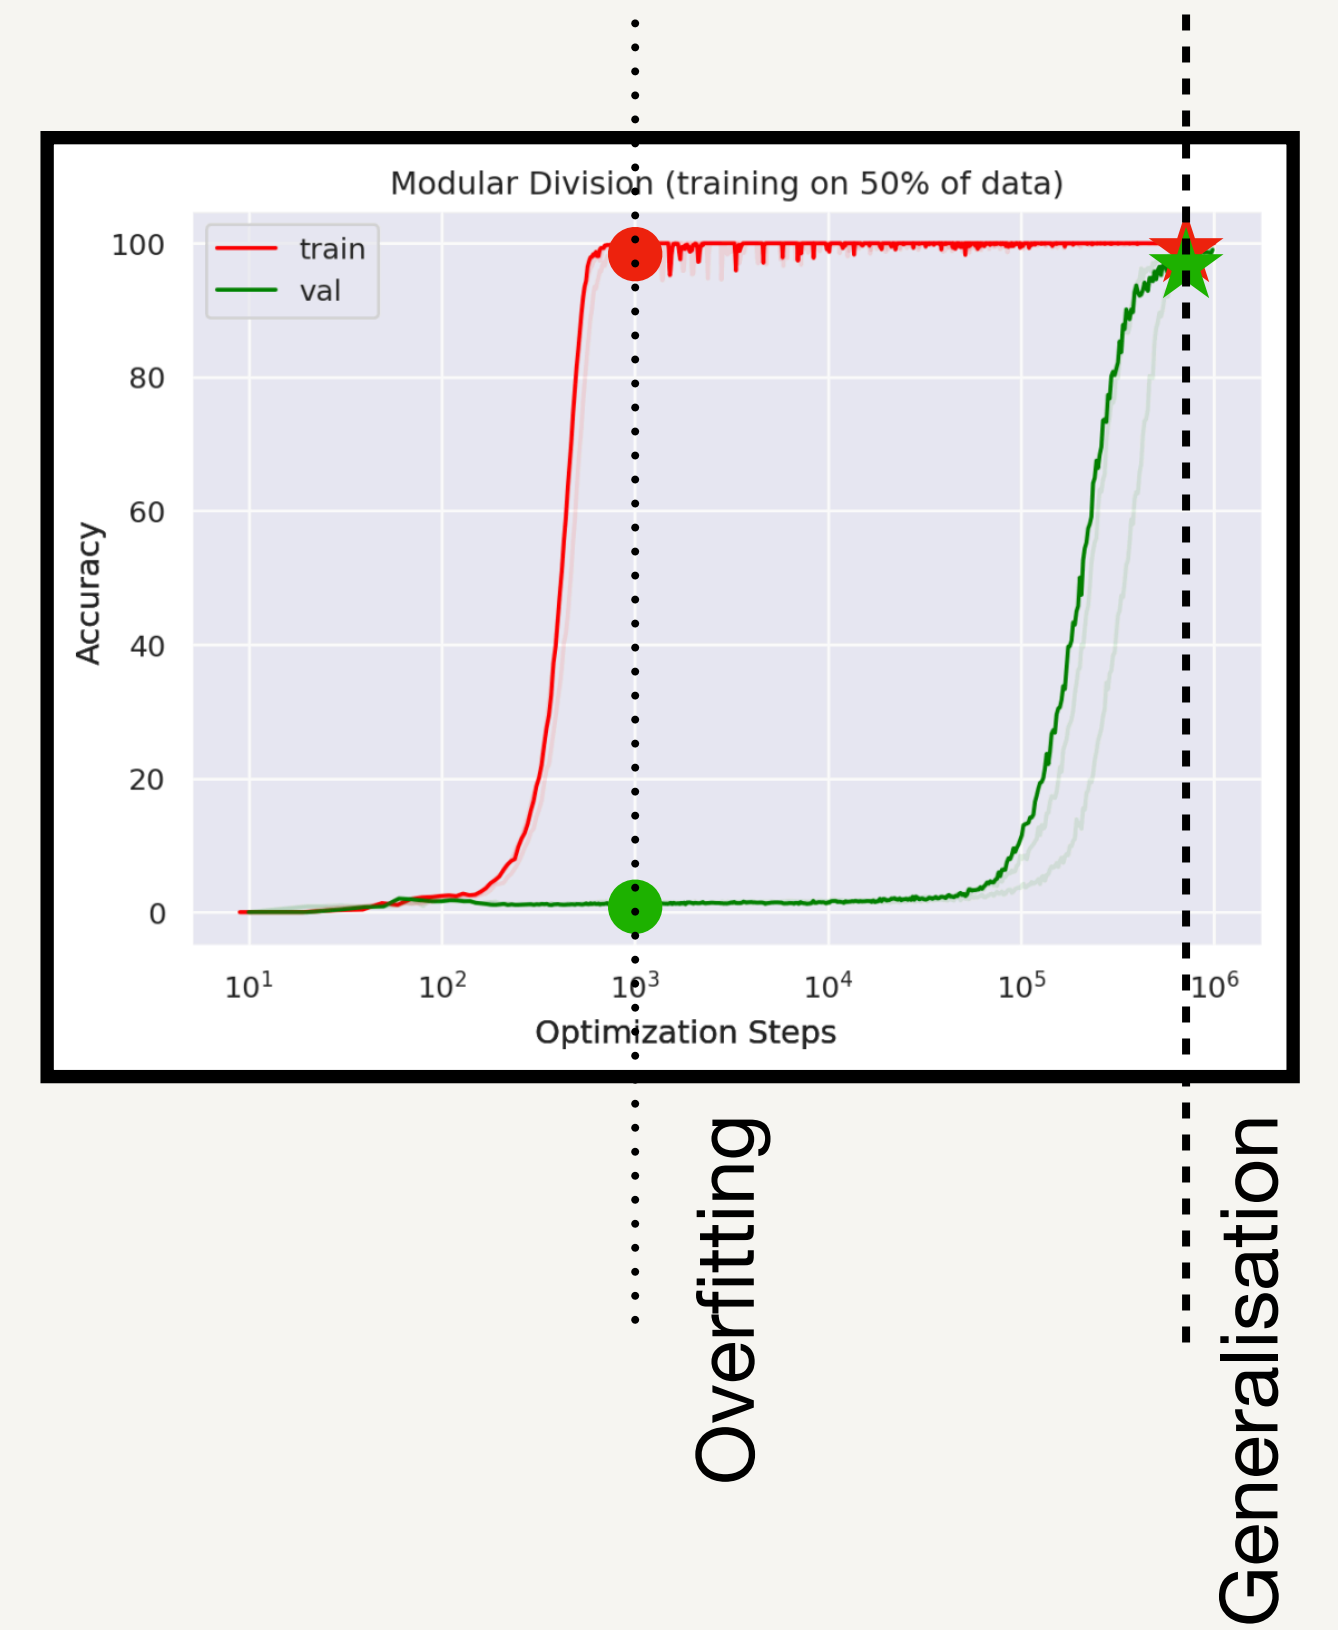 Modular Division (training on 50% of data)
train
val
100
80
60
40
20
0
Accuracy
10¹ 10² 10³ 10⁴ 10⁵ 10⁶
Optimization Steps
Overfitting
Generalisation